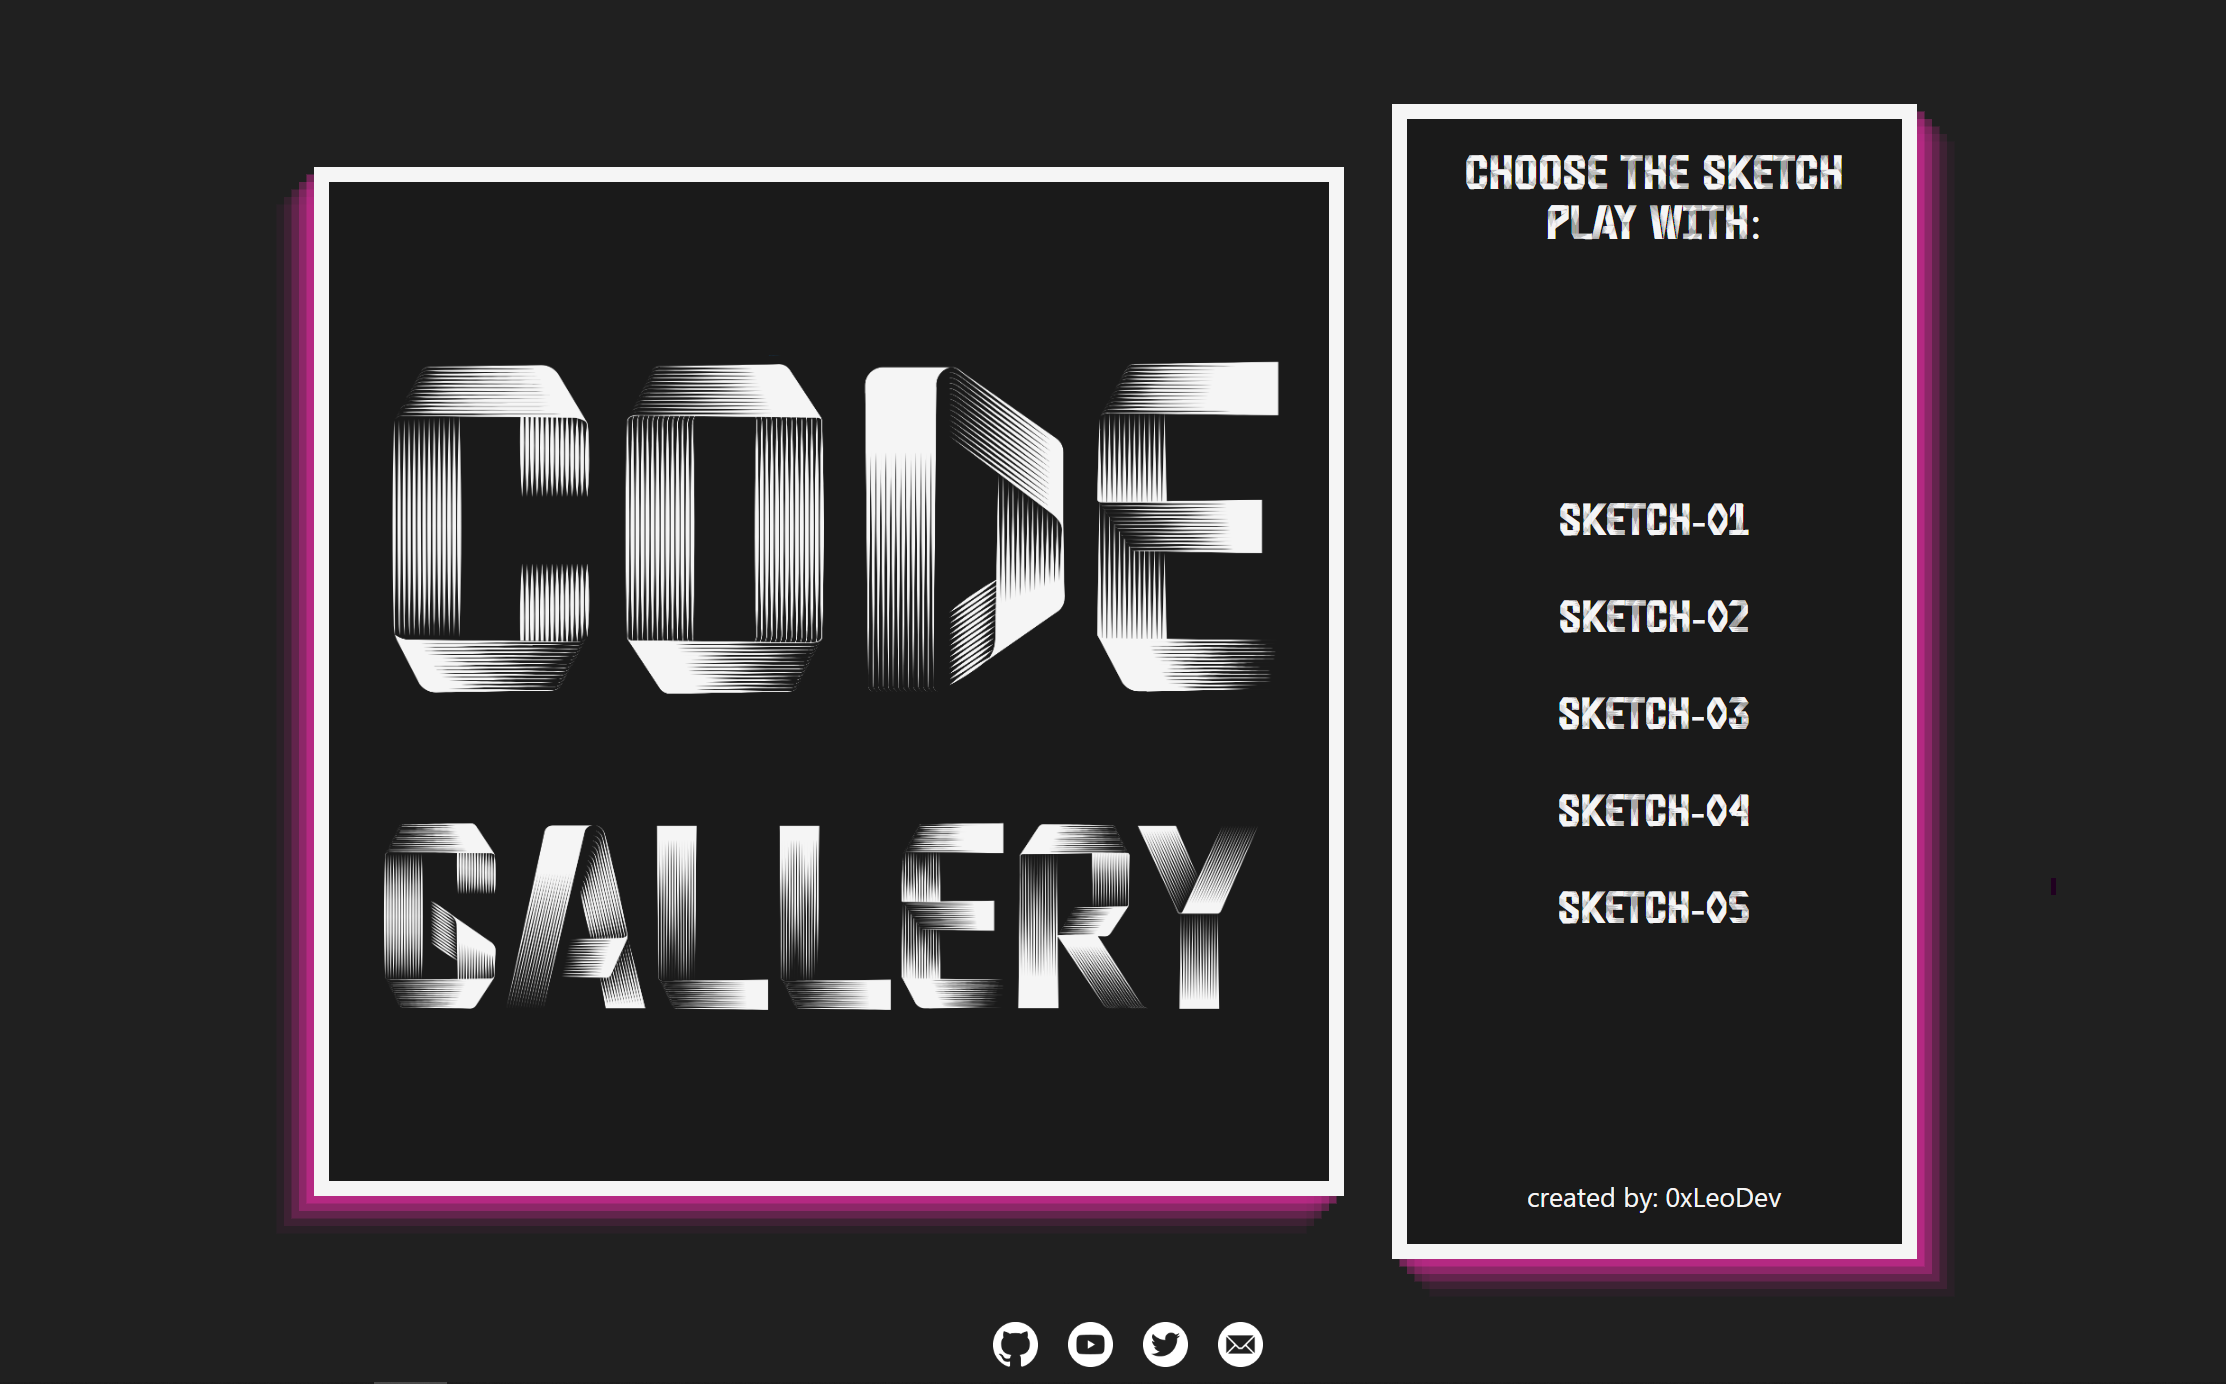 CODE
GALLERY
CHOOSE THE SKETCH
PLAY WITH:
SKETCH-01
SKETCH-02
SKETCH-03
SKETCH-04
SKETCH-05
created by: 0xLeoDev